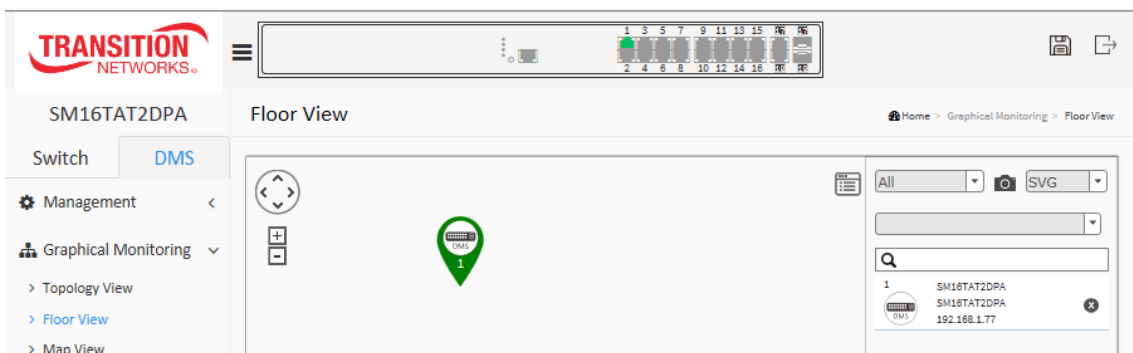 TRANSITION
NETWORKS®
1 3 5 7 9 11 13 15
2 4 6 8 10 12 14 16
SM16TAT2DPA
Floor View
Home > Graphical Monitoring > Floor View
Switch
DMS
Management
Graphical Monitoring
> Topology View
> Floor View
> Map View
DMS
1
All
SVG
1
DMS
SM16TAT2DPA
SM16TAT2DPA
192.168.1.77